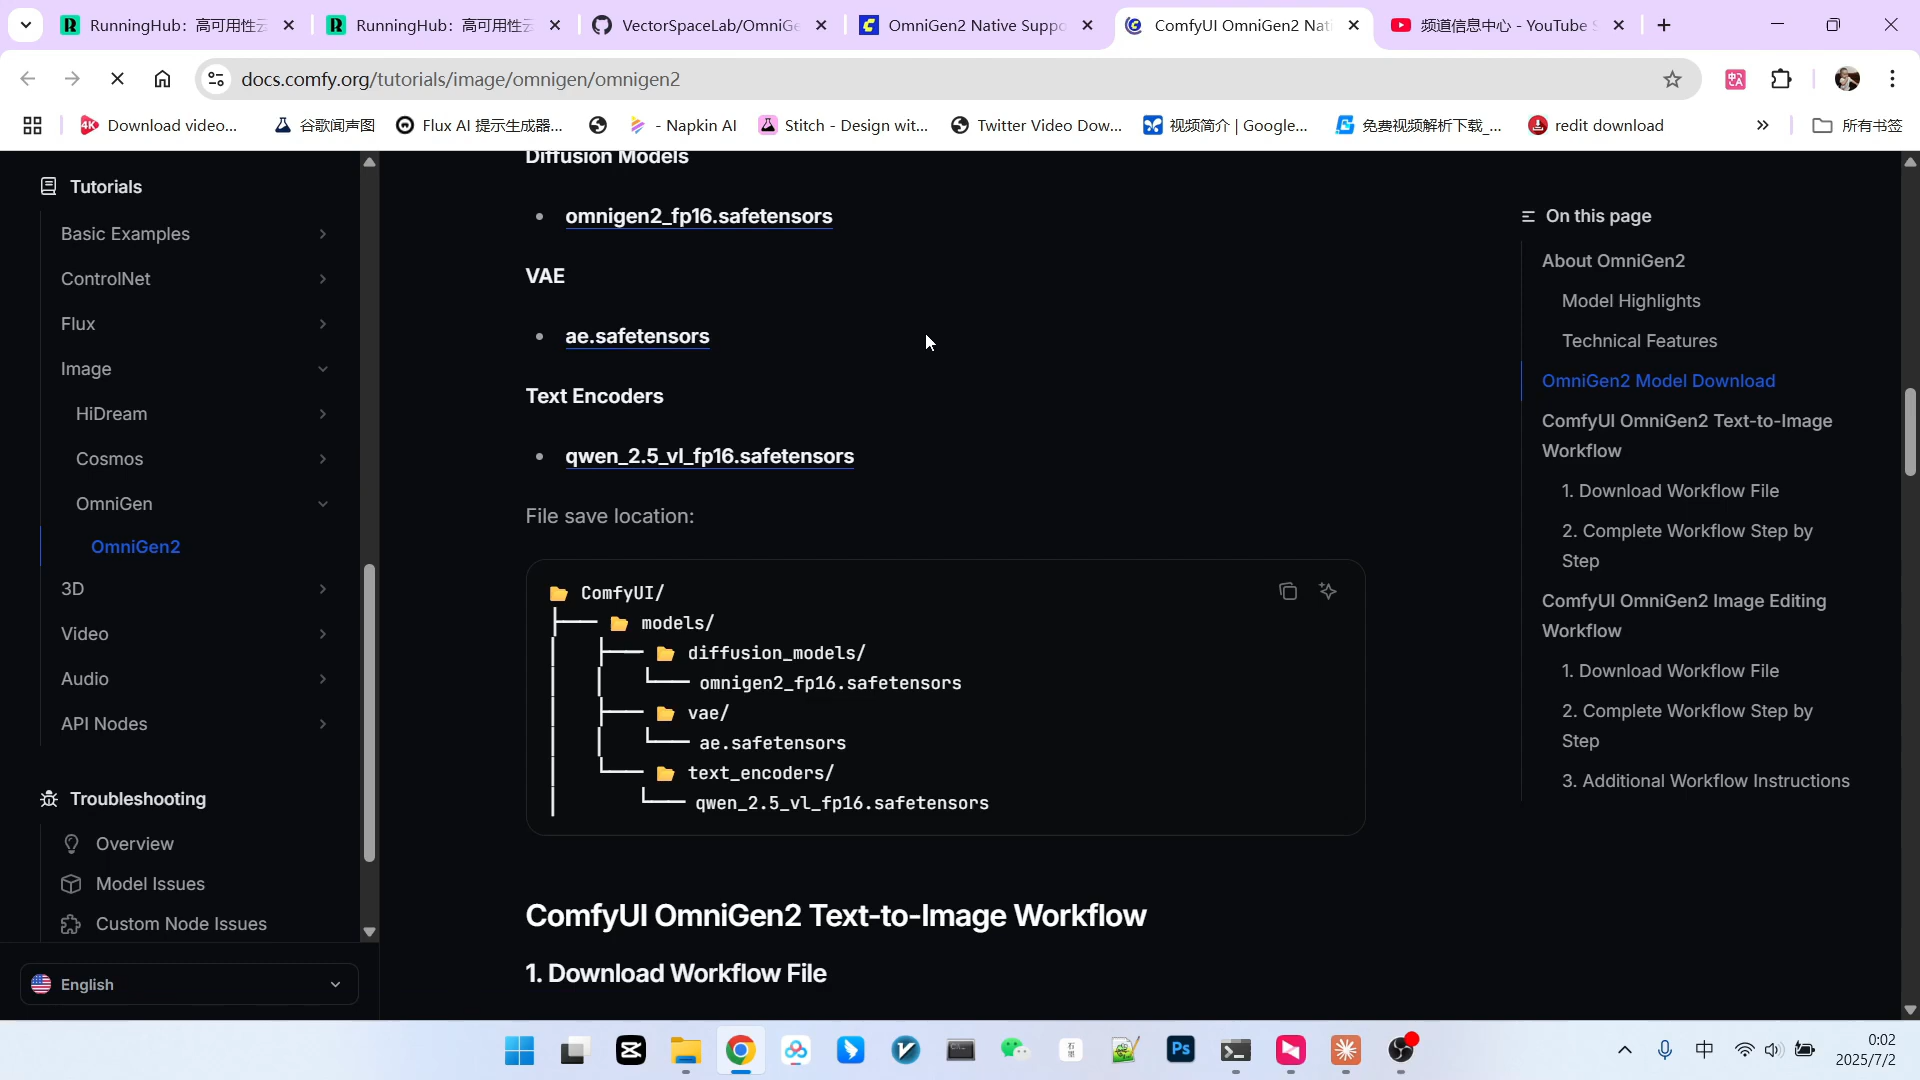 RunningHub：高可用性云
RunningHub：高可用性云
VectorSpaceLab/OmniGe
OmniGen2 Native Suppo
ComfyUI OmniGen2 Nati
频道信息中心 - YouTube S
docs.comfy.org/tutorials/image/omnigen/omnigen2
Download video...
谷歌闻声图
Flux AI 提示生成器...
- Napkin AI
Stitch - Design wit...
Twitter Video Dow...
视频简介 | Google...
免费视频解析下载_...
redit download
所有书签
Tutorials
Basic Examples
ControlNet
Flux
Image
HiDream
Cosmos
OmniGen
OmniGen2
3D
Video
Audio
API Nodes
Troubleshooting
Overview
Model Issues
Custom Node Issues
English
Diffusion Models
omnigen2_fp16.safetensors
VAE
ae.safetensors
Text Encoders
qwen_2.5_vl_fp16.safetensors
File save location:
ComfyUI/
models/
diffusion_models/
omnigen2_fp16.safetensors
vae/
ae.safetensors
text_encoders/
qwen_2.5_vl_fp16.safetensors
ComfyUI OmniGen2 Text-to-Image Workflow
1. Download Workflow File
On this page
About OmniGen2
Model Highlights
Technical Features
OmniGen2 Model Download
ComfyUI OmniGen2 Text-to-Image
Workflow
1. Download Workflow File
2. Complete Workflow Step by
Step
ComfyUI OmniGen2 Image Editing
Workflow
1. Download Workflow File
2. Complete Workflow Step by
Step
3. Additional Workflow Instructions
Ps
中
0:02
2025/7/2